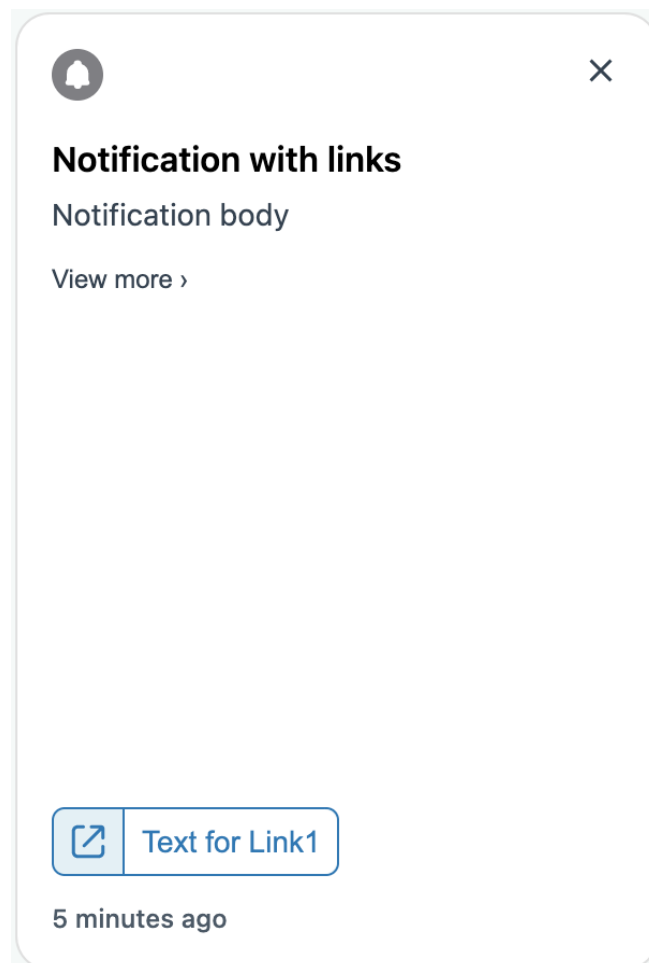 Notification with links
Notification body
View more ›
Text for Link1
5 minutes ago